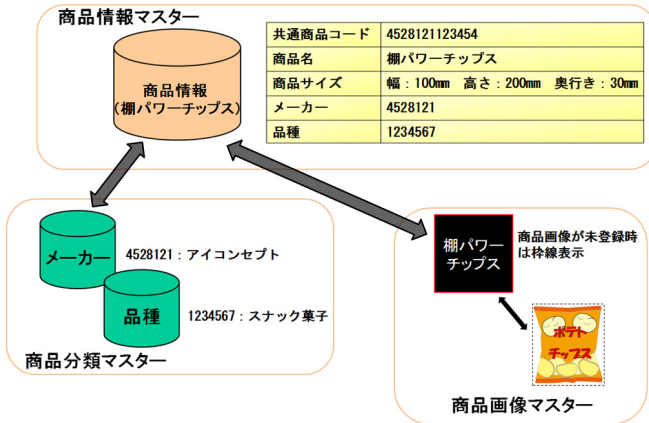 商品情報マスター
商品情報
(棚パワーチップス)
共通商品コード 4528121123454
商品名 棚パワーチップス
商品サイズ 幅：100㎜ 高さ：200㎜ 奥行き：30㎜
メーカー 4528121
品種 1234567
メーカー
4528121：アイコンセプト
品種
1234567：スナック菓子
商品分類マスター
棚パワー
チップス
商品画像が未登録時
は枠線表示
ポテト
チップス
商品画像マスター